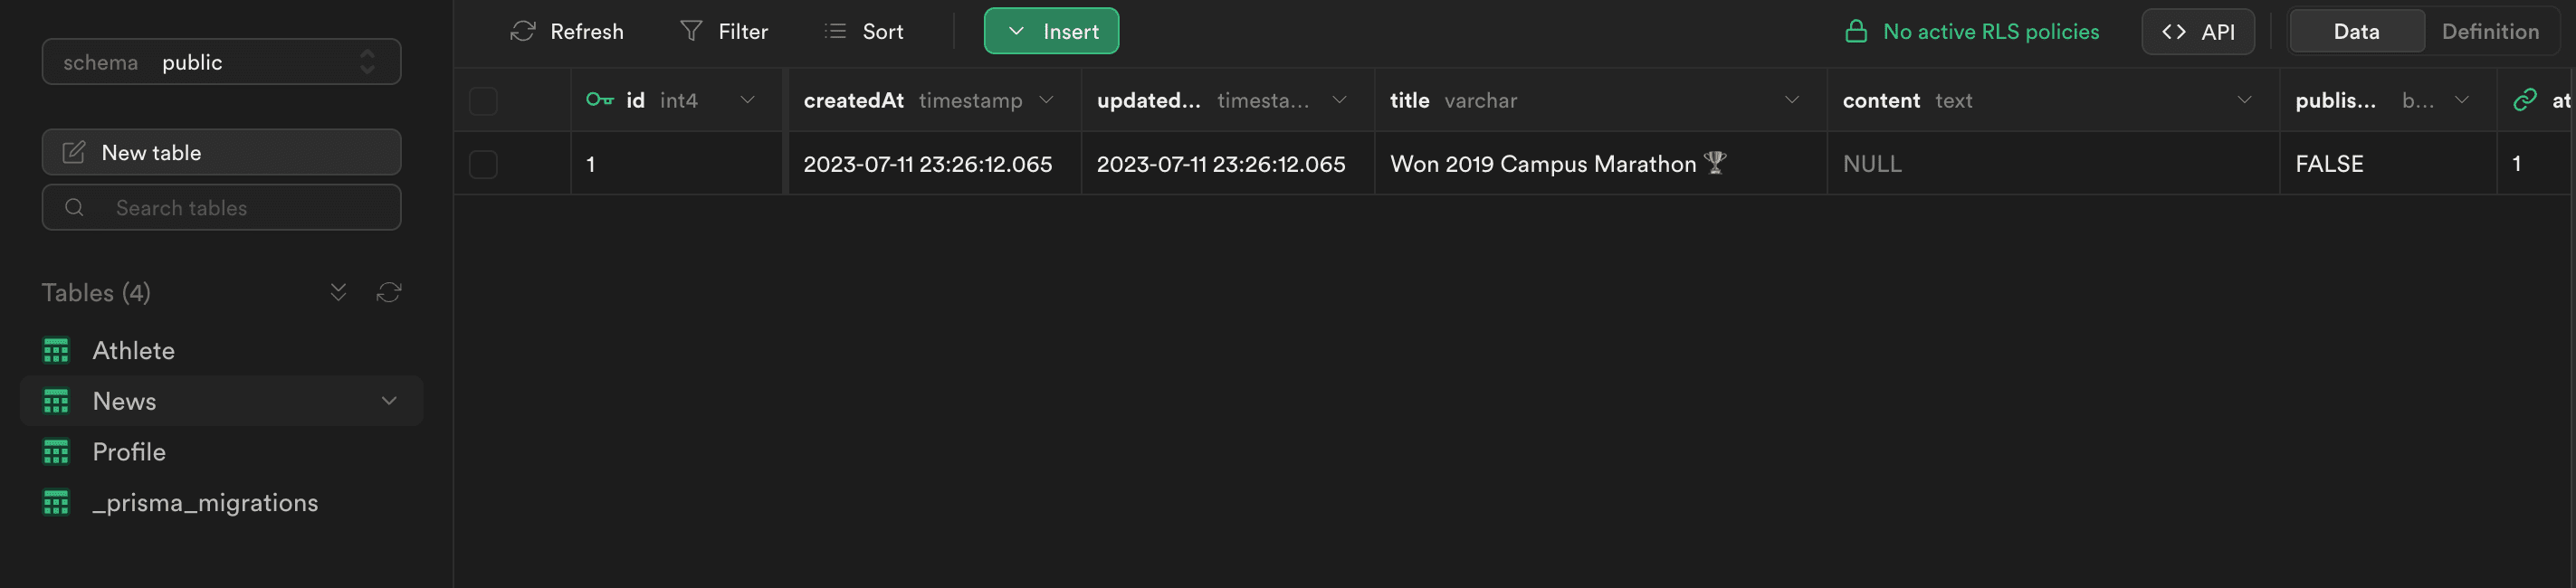 schema public
New table
Search tables
Tables (4)
Athlete
News
Profile
_prisma_migrations
Refresh Filter Sort Insert No active RLS policies <> API Data Definition
id int4 createdAt timestamp updated... timesta... title varchar content text publis... b... at
1 2023-07-11 23:26:12.065 2023-07-11 23:26:12.065 Won 2019 Campus Marathon 🏆 NULL FALSE 1